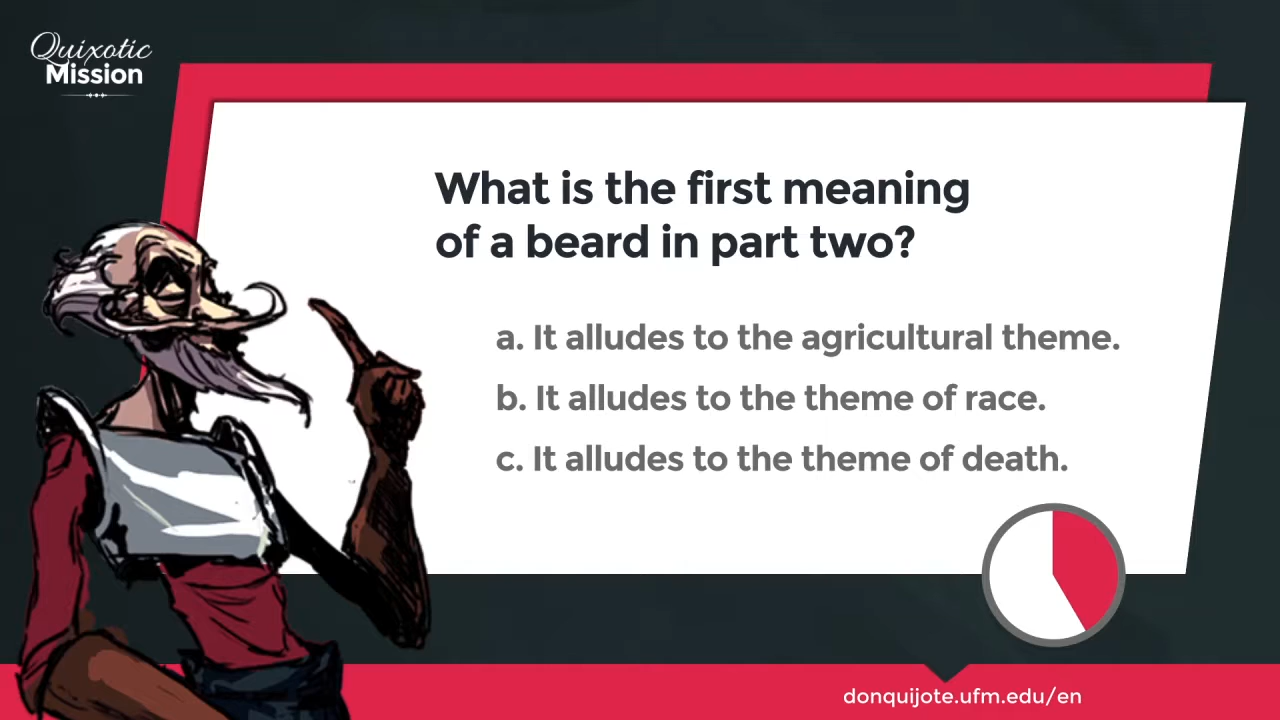 Quixotic
Mission
What is the first meaning
of a beard in part two?
a. It alludes to the agricultural theme.
b. It alludes to the theme of race.
c. It alludes to the theme of death.
donquijote.ufm.edu/en